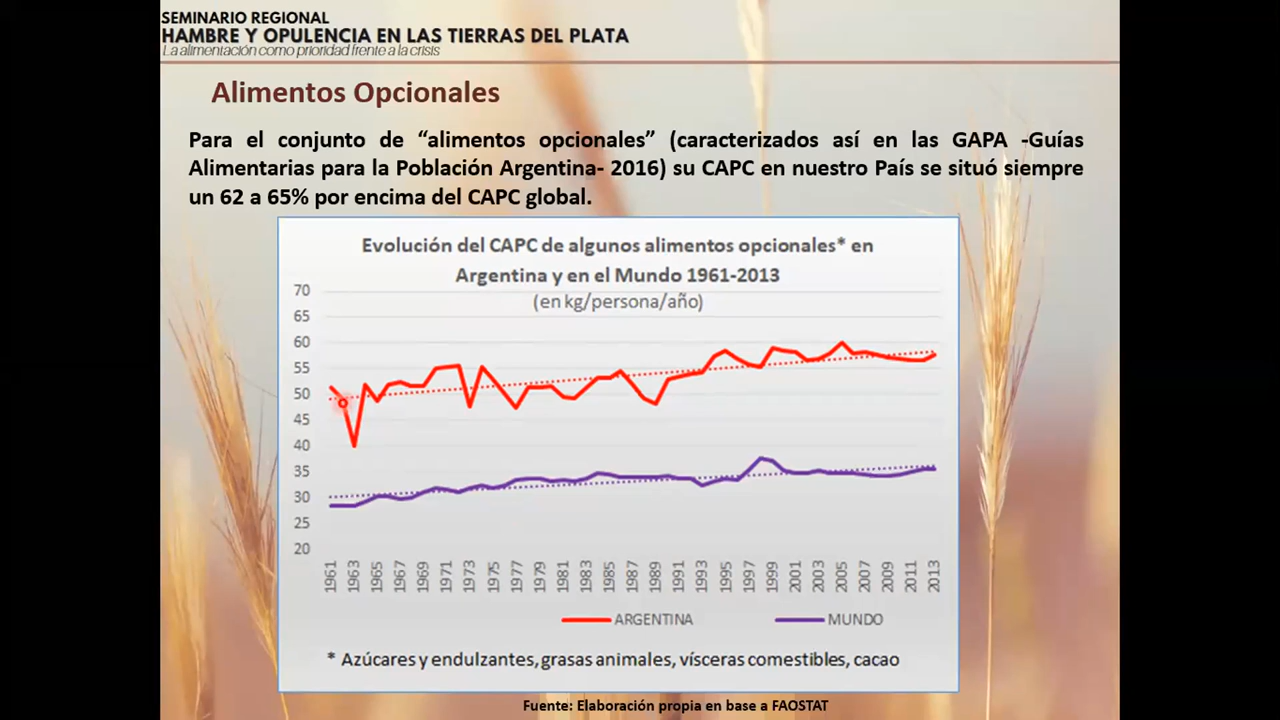 SEMINARIO REGIONAL
HAMBRE Y OPULENCIA EN LAS TIERRAS DEL PLATA
La alimentación como prioridad frente a la crisis
Alimentos Opcionales
Para el conjunto de “alimentos opcionales” (caracterizados así en las GAPA -Guías
Alimentarias para la Población Argentina- 2016) su CAPC en nuestro País se situó siempre
un 62 a 65% por encima del CAPC global.
Evolución del CAPC de algunos alimentos opcionales* en
Argentina y en el Mundo 1961-2013
(en kg/persona/año)
70
65
60
55
50
45
40
35
30
25
20
1961 1963 1965 1967 1969 1971 1973 1975 1977 1979 1981 1983 1985 1987 1989 1991 1993 1995 1997 1999 2001 2003 2005 2007 2009 2011 2013
ARGENTINA MUNDO
* Azúcares y endulzantes, grasas animales, vísceras comestibles, cacao
Fuente: Elaboración propia en base a FAOSTAT